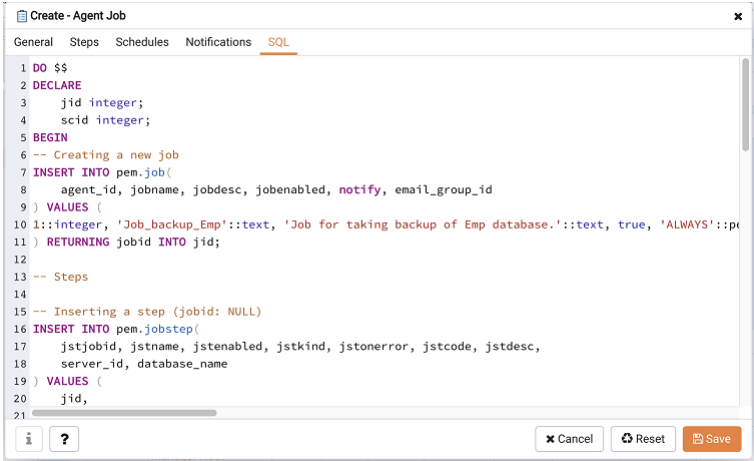 Create - Agent Job
General Steps Schedules Notifications SQL
1 DO $$
2 DECLARE
3 jid integer;
4 scid integer;
5 BEGIN
6 -- Creating a new job
7 INSERT INTO pem.job(
8 agent_id, jobname, jobdesc, jobenabled, notify, email_group_id
9 ) VALUES (
10 1::integer, 'Job_backup_Emp'::text, 'Job for taking backup of Emp database.'::text, true, 'ALWAYS'::pe
11 ) RETURNING jobid INTO jid;
12
13 -- Steps
14
15 -- Inserting a step (jobid: NULL)
16 INSERT INTO pem.jobstep(
17 jstjobid, jstname, jstenabled, jstkind, jstonerror, jstcode, jstdesc,
18 server_id, database_name
19 ) VALUES (
20 jid,
21
i ? Cancel Reset Save